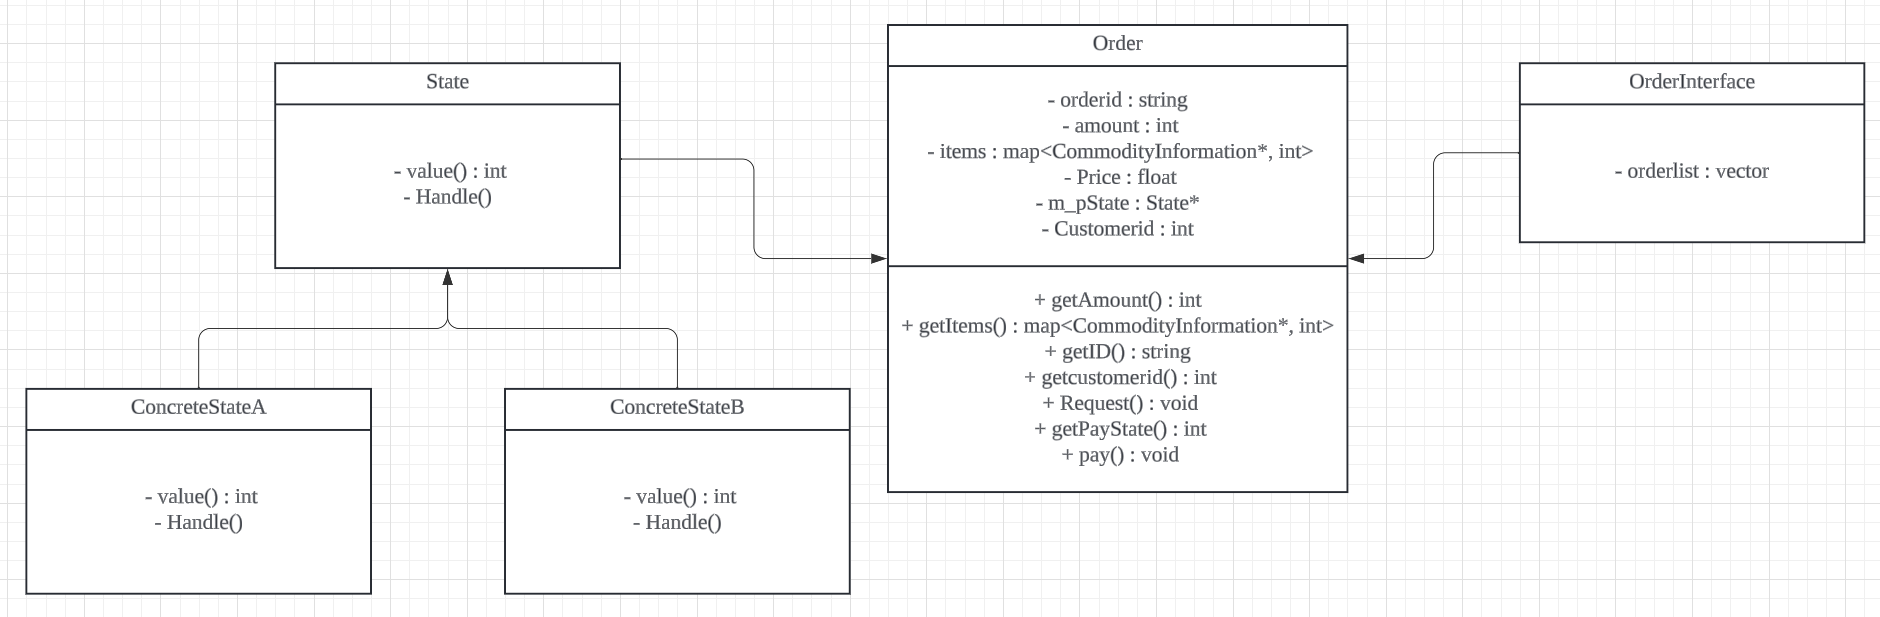 State
- value() : int
- Handle()
ConcreteStateA
- value() : int
- Handle()
ConcreteStateB
- value() : int
- Handle()
Order
- orderid : string
- amount : int
- items : map<CommodityInformation*, int>
- Price : float
- m_pState : State*
- Customerid : int
+ getAmount() : int
+ getItems() : map<CommodityInformation*, int>
+ getID() : string
+ getcustomerid() : int
+ Request() : void
+ getPayState() : int
+ pay() : void
OrderInterface
- orderlist : vector